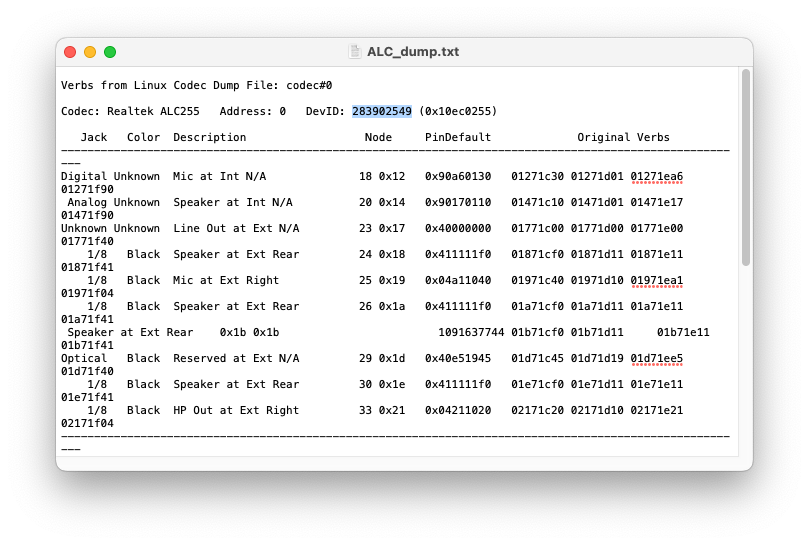 ALC_dump.txt
Verbs from Linux Codec Dump File: codec#0
Codec: Realtek ALC255   Address: 0   DevID: 283902549 (0x10ec0255)
   Jack   Color  Description                  Node     PinDefault             Original Verbs
-----------------------------------------------------------------------------------------------------
---
Digital Unknown  Mic at Int N/A              18 0x12   0x90a60130   01271c30 01271d01 01271ea6
01271f90
 Analog Unknown  Speaker at Int N/A          20 0x14   0x90170110   01471c10 01471d01 01471e17
01471f90
Unknown Unknown  Line Out at Ext N/A         23 0x17   0x40000000   01771c00 01771d01 01771e00
01771f40
    1/8   Black  Speaker at Ext Rear         24 0x18   0x411111f0   01871cf0 01871d11 01871e11
01871f41
    1/8   Black  Mic at Ext Right            25 0x19   0x04a11040   01971c40 01971d10 01971ea1
01971f04
    1/8   Black  Speaker at Ext Rear         26 0x1a   0x411111f0   01a71cf0 01a71d11 01a71e11
01a71f41
 Speaker at Ext Rear    0x1b 0x1b                        1091637744 01b71cf0 01b71d11     01b71e11
01b71f41
Optical   Black  Reserved at Ext N/A         29 0x1d   0x40e51945   01d71c45 01d71d19 01d71ee5
01d71f40
    1/8   Black  Speaker at Ext Rear         30 0x1e   0x411111f0   01e71cf0 01e71d11 01e71e11
01e71f41
    1/8   Black  HP Out at Ext Right         33 0x21   0x04211020   02171c20 02171d10 02171e21
02171f04
-----------------------------------------------------------------------------------------------------
---